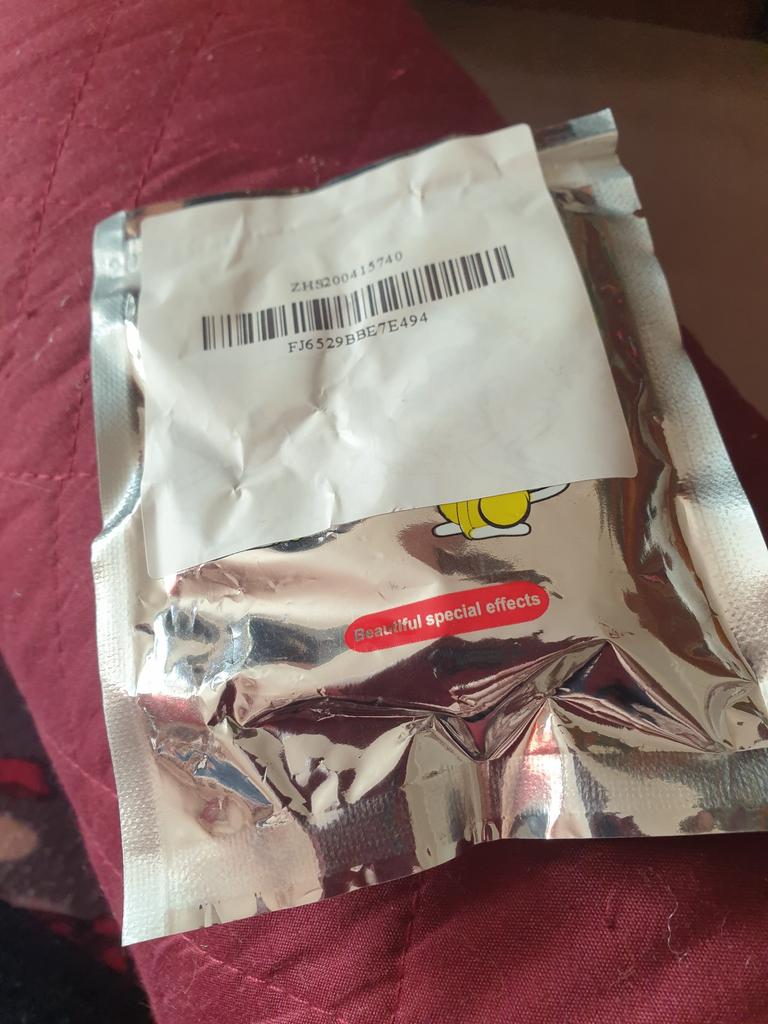 ZHS200415740
FJ6529BBE7E494
Beautiful special effects